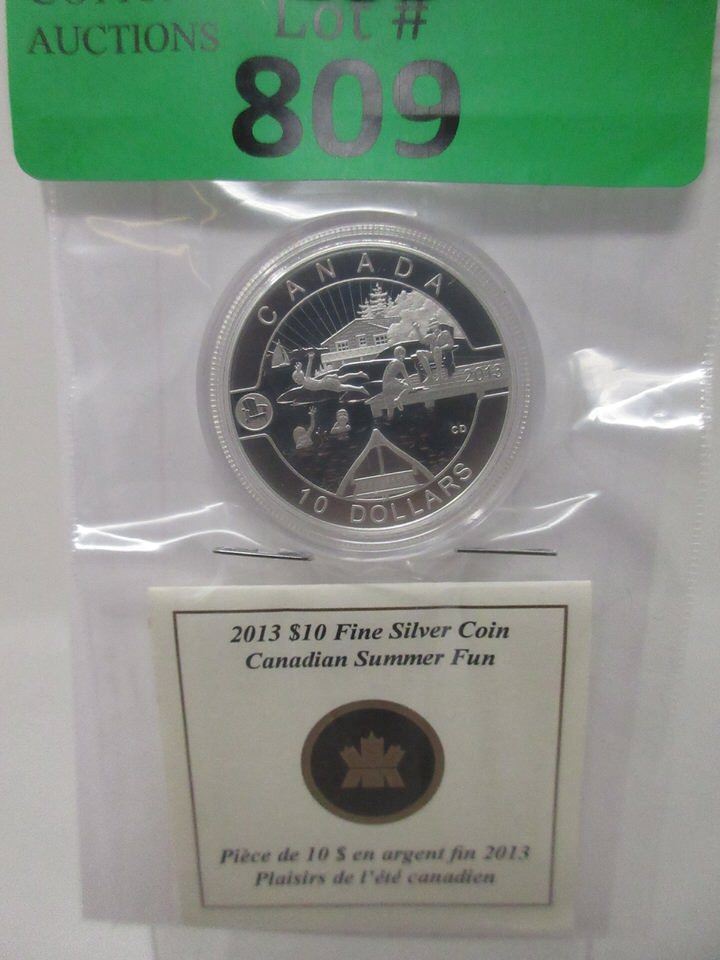 AUCTIONS
Lot #
809
CANADA
2013
CD
10 DOLLARS
2013 $10 Fine Silver Coin
Canadian Summer Fun
Pièce de 10 $ en argent fin 2013
Plaisirs de l'été canadien